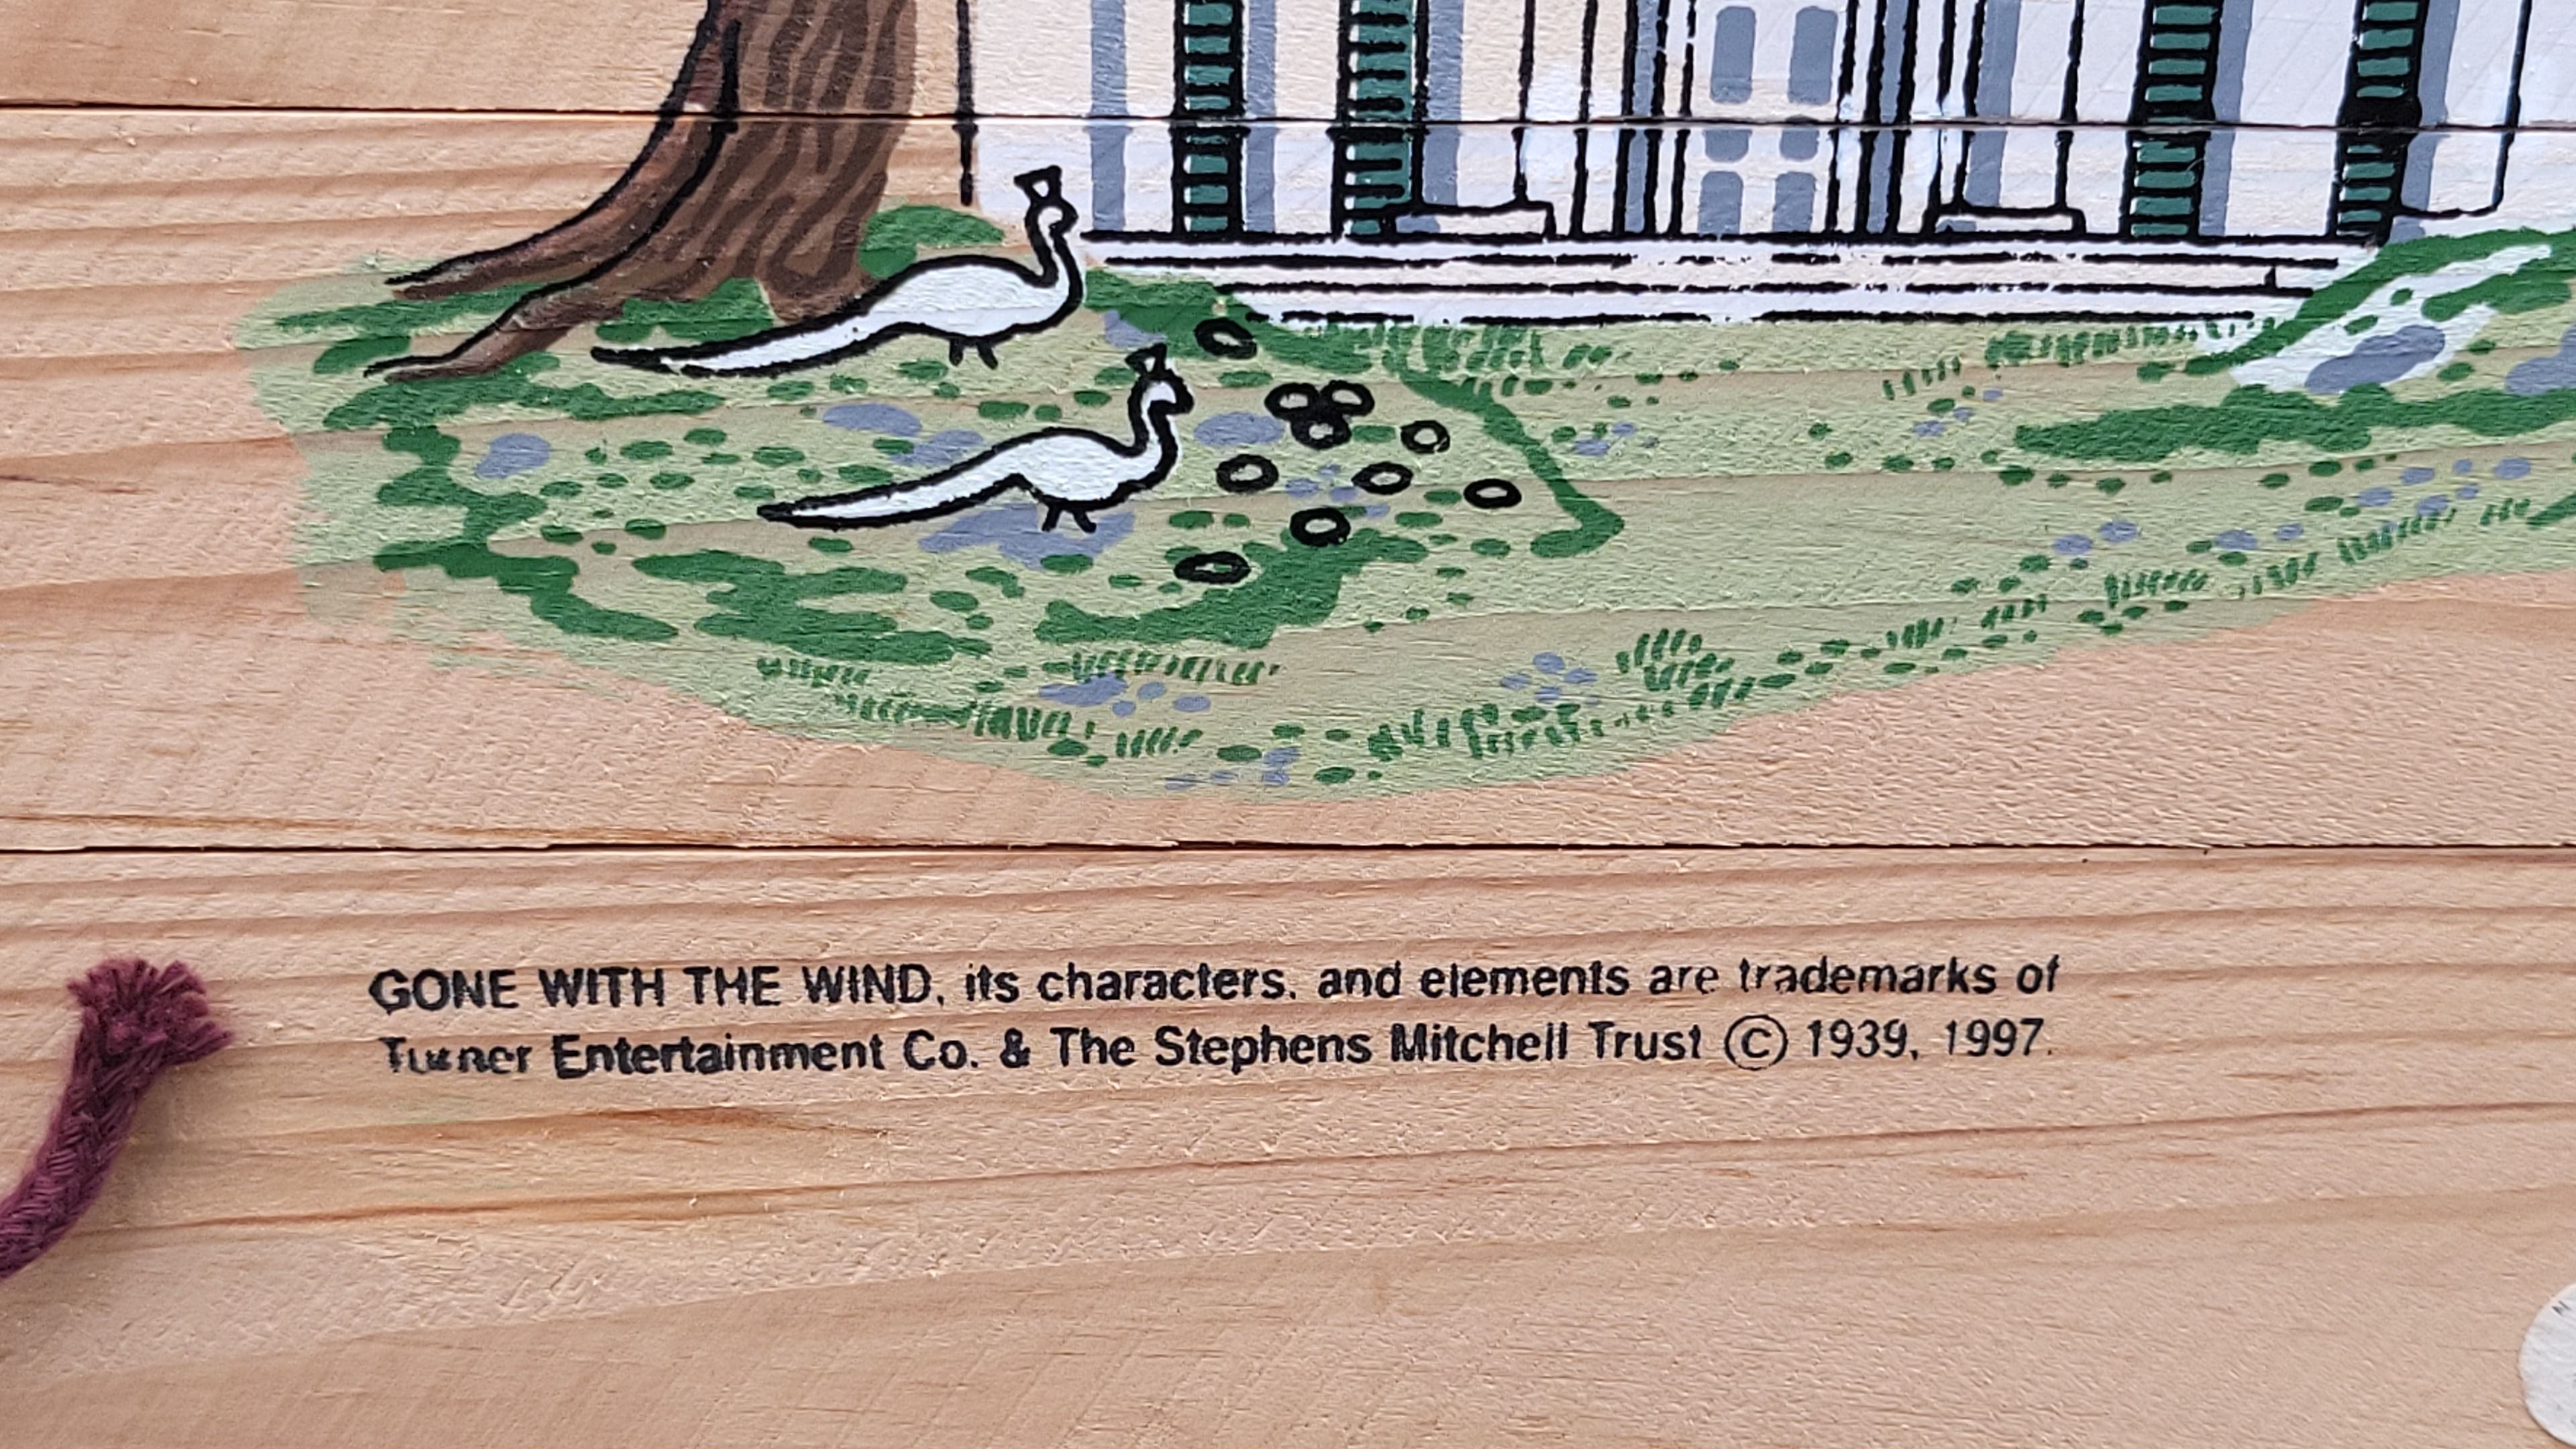 GONE WITH THE WIND, its characters, and elements are trademarks of
Turner Entertainment Co. & The Stephens Mitchell Trust © 1939, 1997.